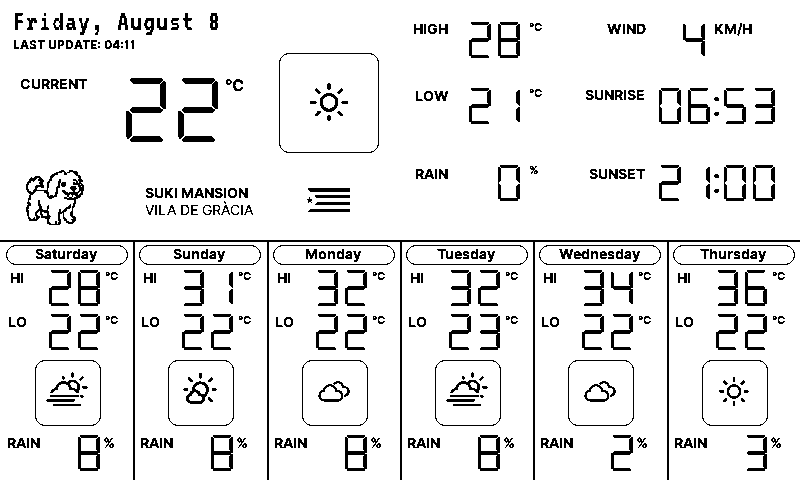 Friday, August 8
LAST UPDATE: 04:11
CURRENT 22 °C
SUKI MANSION
VILA DE GRÀCIA
HIGH 28 °C
LOW 21 °C
RAIN 0 %
WIND 4 KM/H
SUNRISE 06:53
SUNSET 21:00
Saturday
HI 28 °C
LO 22 °C
RAIN 8 %
Sunday
HI 31 °C
LO 22 °C
RAIN 8 %
Monday
HI 32 °C
LO 22 °C
RAIN 8 %
Tuesday
HI 32 °C
LO 23 °C
RAIN 8 %
Wednesday
HI 34 °C
LO 22 °C
RAIN 2 %
Thursday
HI 36 °C
LO 22 °C
RAIN 3 %